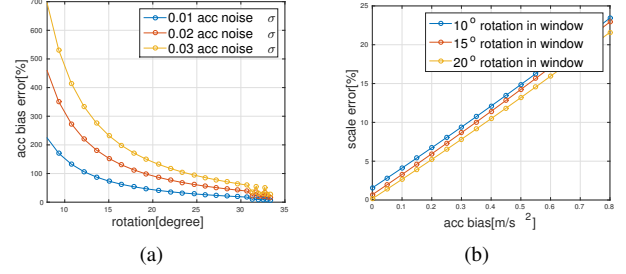 700
600
500
400
300
200
100
0
acc bias error[%]
0.01 acc noise σ
0.02 acc noise σ
0.03 acc noise σ
10 15 20 25 30 35
rotation[degree]
(a)
25
20
15
10
5
0
scale error[%]
10° rotation in window
15° rotation in window
20° rotation in window
0 0.1 0.2 0.3 0.4 0.5 0.6 0.7 0.8
acc bias[m/s ²]
(b)